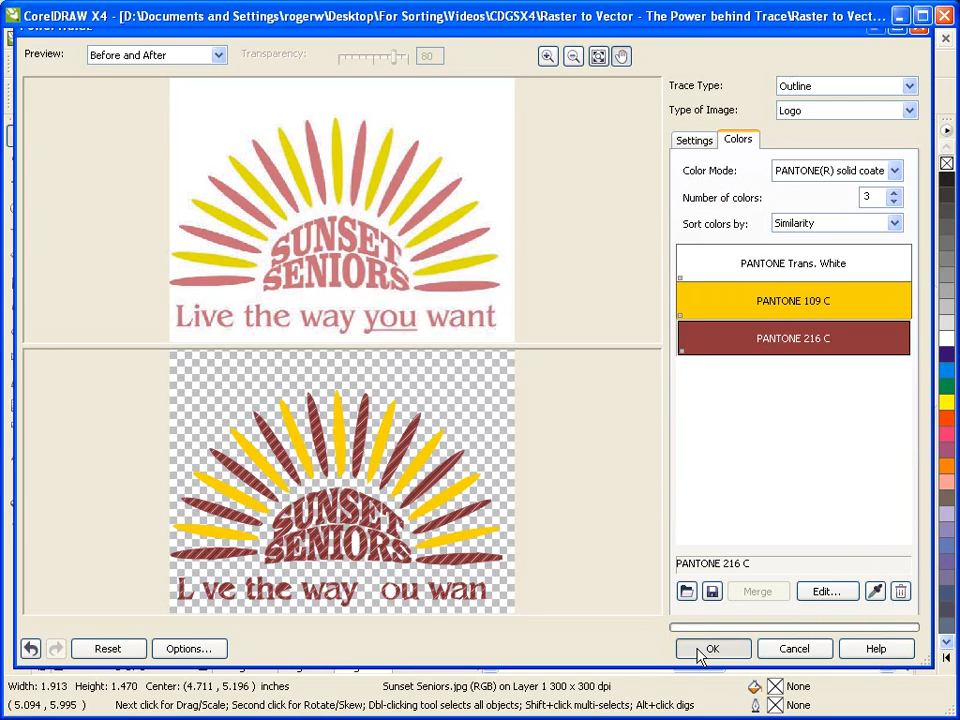 CorelDRAW X4 - [D:\Documents and Settings\rogerw\Desktop\For Sorting\Videos\CDGSX4\Raster to Vector - The Power behind Trace\Raster to Vect...
Preview: Before and After Transparency: 80
Trace Type: Outline
Type of Image: Logo
Settings Colors
Color Mode: PANTONE(R) solid coate
Number of colors: 3
Sort colors by: Similarity
PANTONE Trans. White
PANTONE 109 C
PANTONE 216 C
SUNSET
SENIORS
Live the way you want
SUNSET
SENIORS
L ve the way ou wan
PANTONE 216 C
Merge Edit...
Reset Options... OK Cancel Help
Width: 1.913 Height: 1.470 Center: (4.711 , 5.196 ) inches Sunset Seniors.jpg (RGB) on Layer 1 300 x 300 dpi None
( 5.094 , 5.995 ) Next click for Drag/Scale; Second click for Rotate/Skew; Dbl-clicking tool selects all objects; Shift+click multi-selects; Alt+click digs None